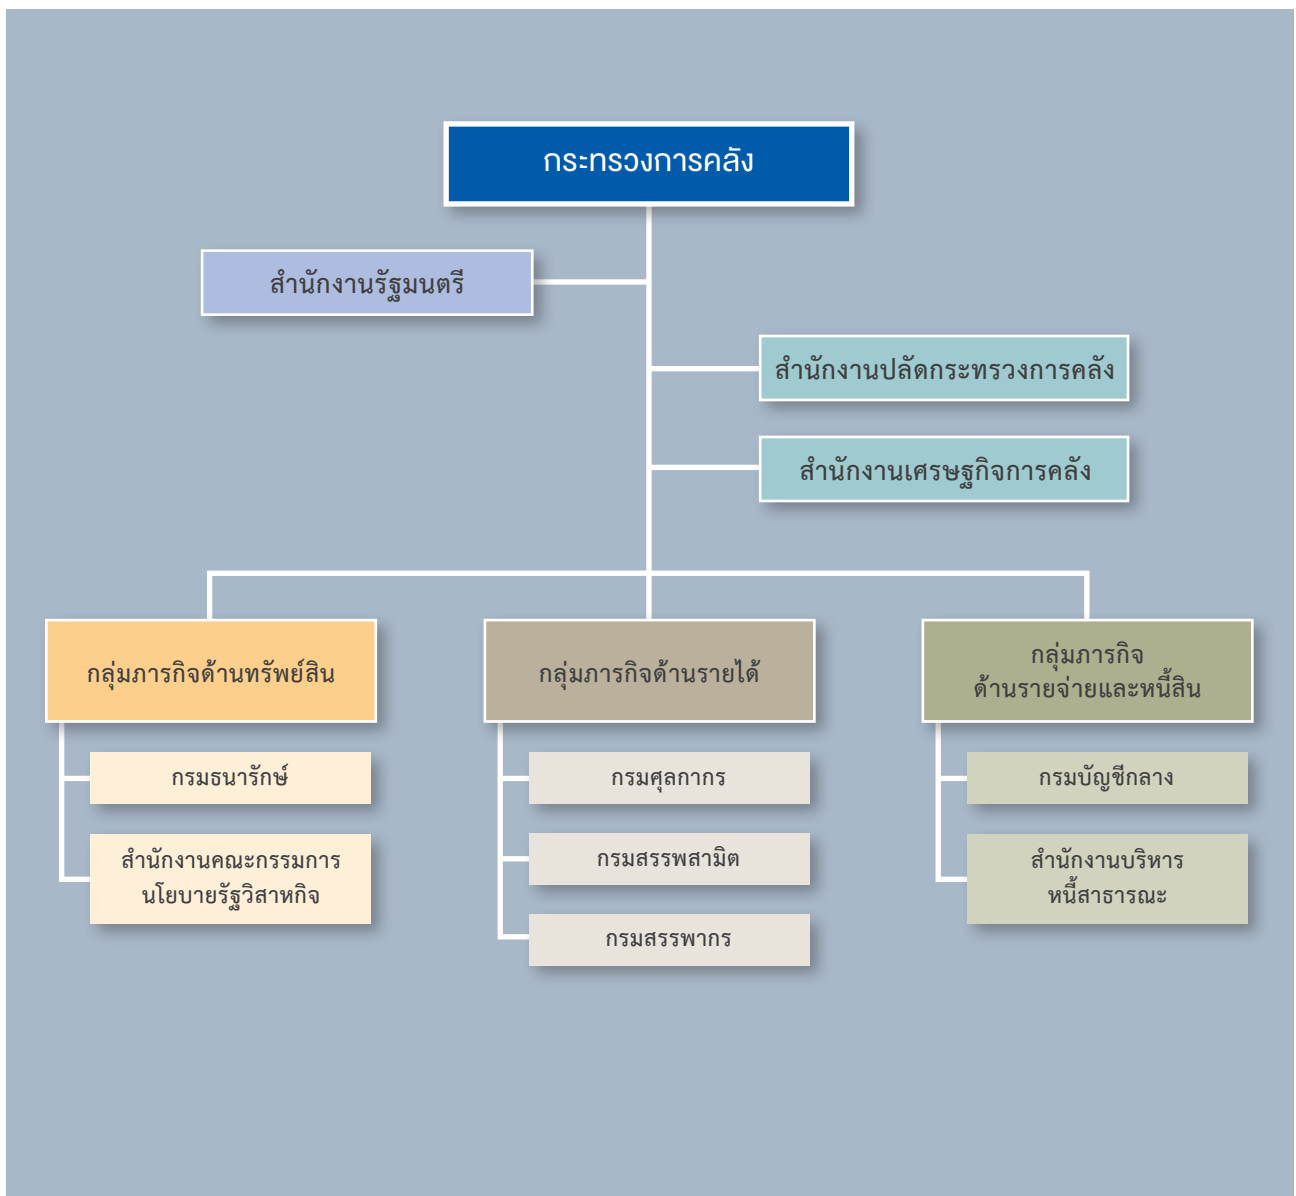 กระทรวงการคลัง
สำนักงานรัฐมนตรี
สำนักงานปลัดกระทรวงการคลัง
สำนักงานเศรษฐกิจการคลัง
กลุ่มภารกิจด้านทรัพย์สิน
กรมธนารักษ์
สำนักงานคณะกรรมการ
นโยบายรัฐวิสาหกิจ
กลุ่มภารกิจด้านรายได้
กรมศุลกากร
กรมสรรพสามิต
กรมสรรพากร
กลุ่มภารกิจ
ด้านรายจ่ายและหนี้สิน
กรมบัญชีกลาง
สำนักงานบริหาร
หนี้สาธารณะ